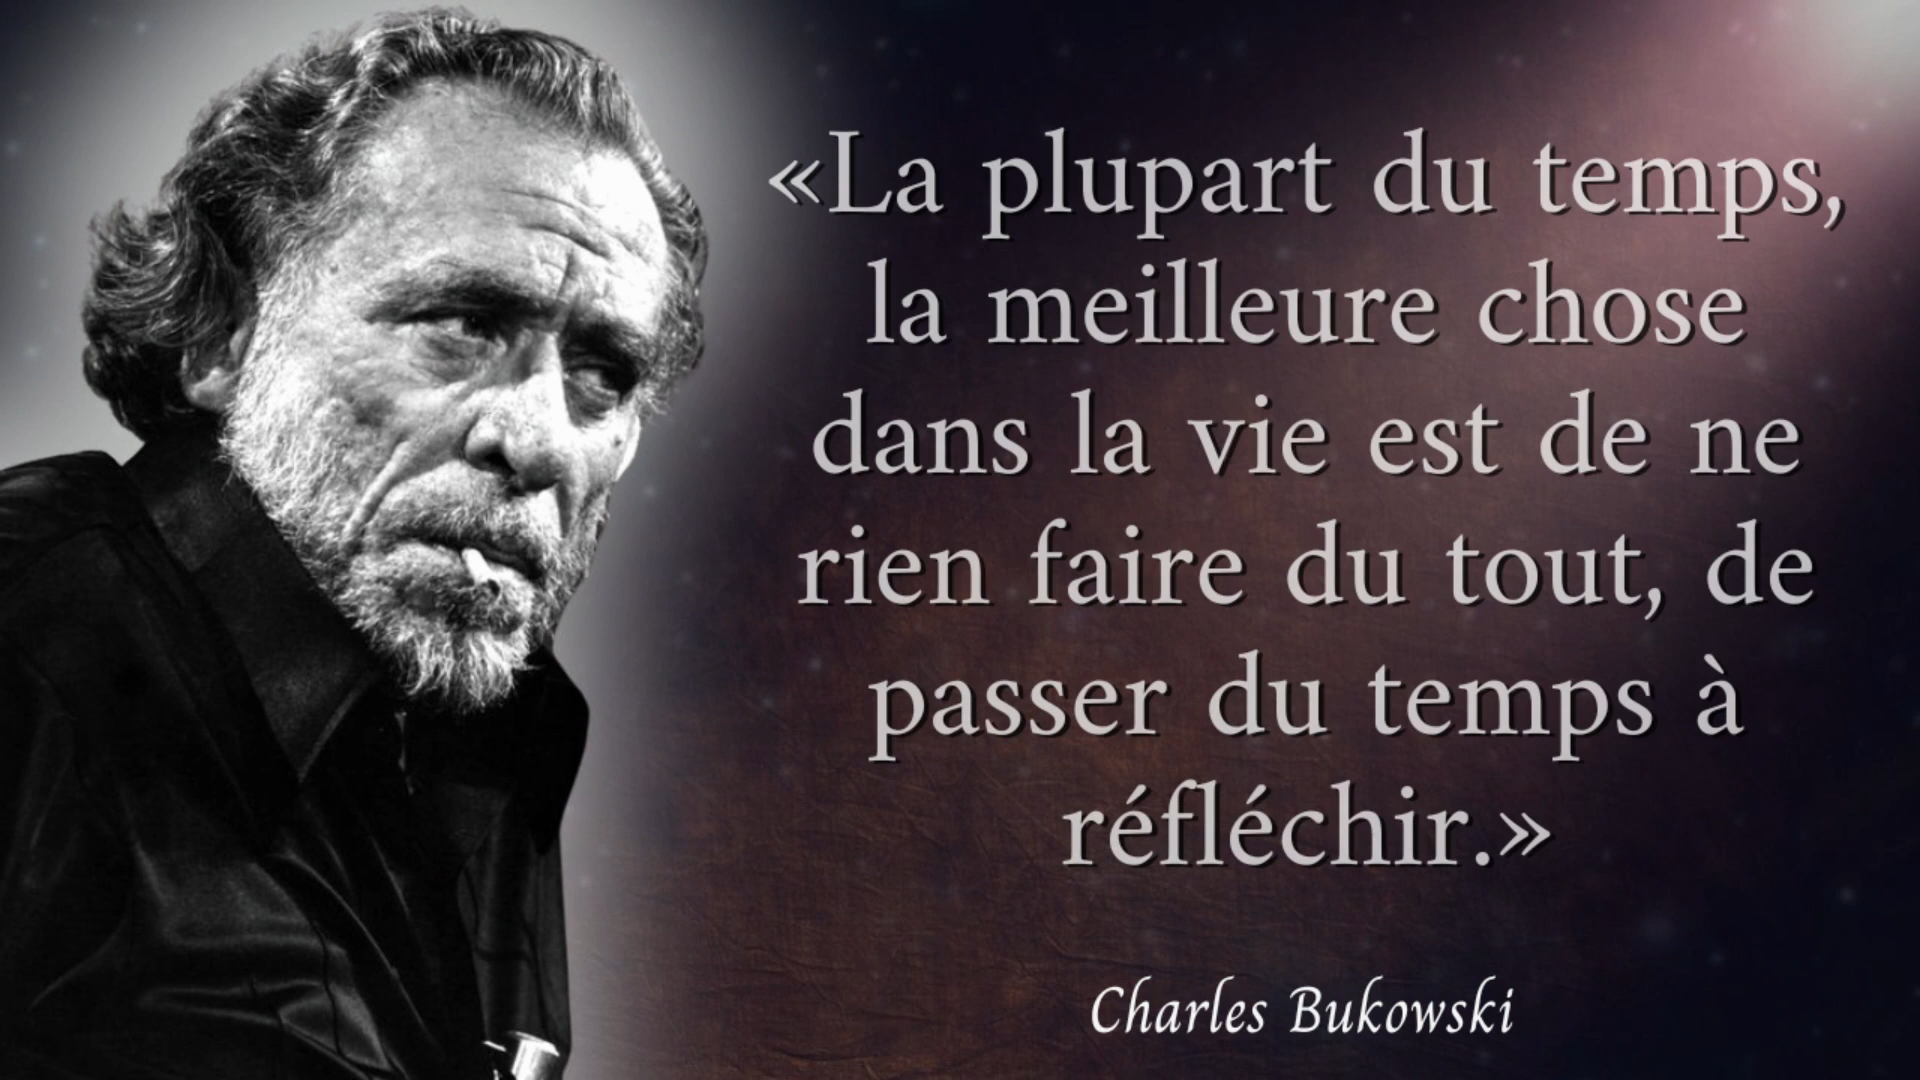 «La plupart du temps,
la meilleure chose
dans la vie est de ne
rien faire du tout, de
passer du temps à
réfléchir.»
Charles Bukowski